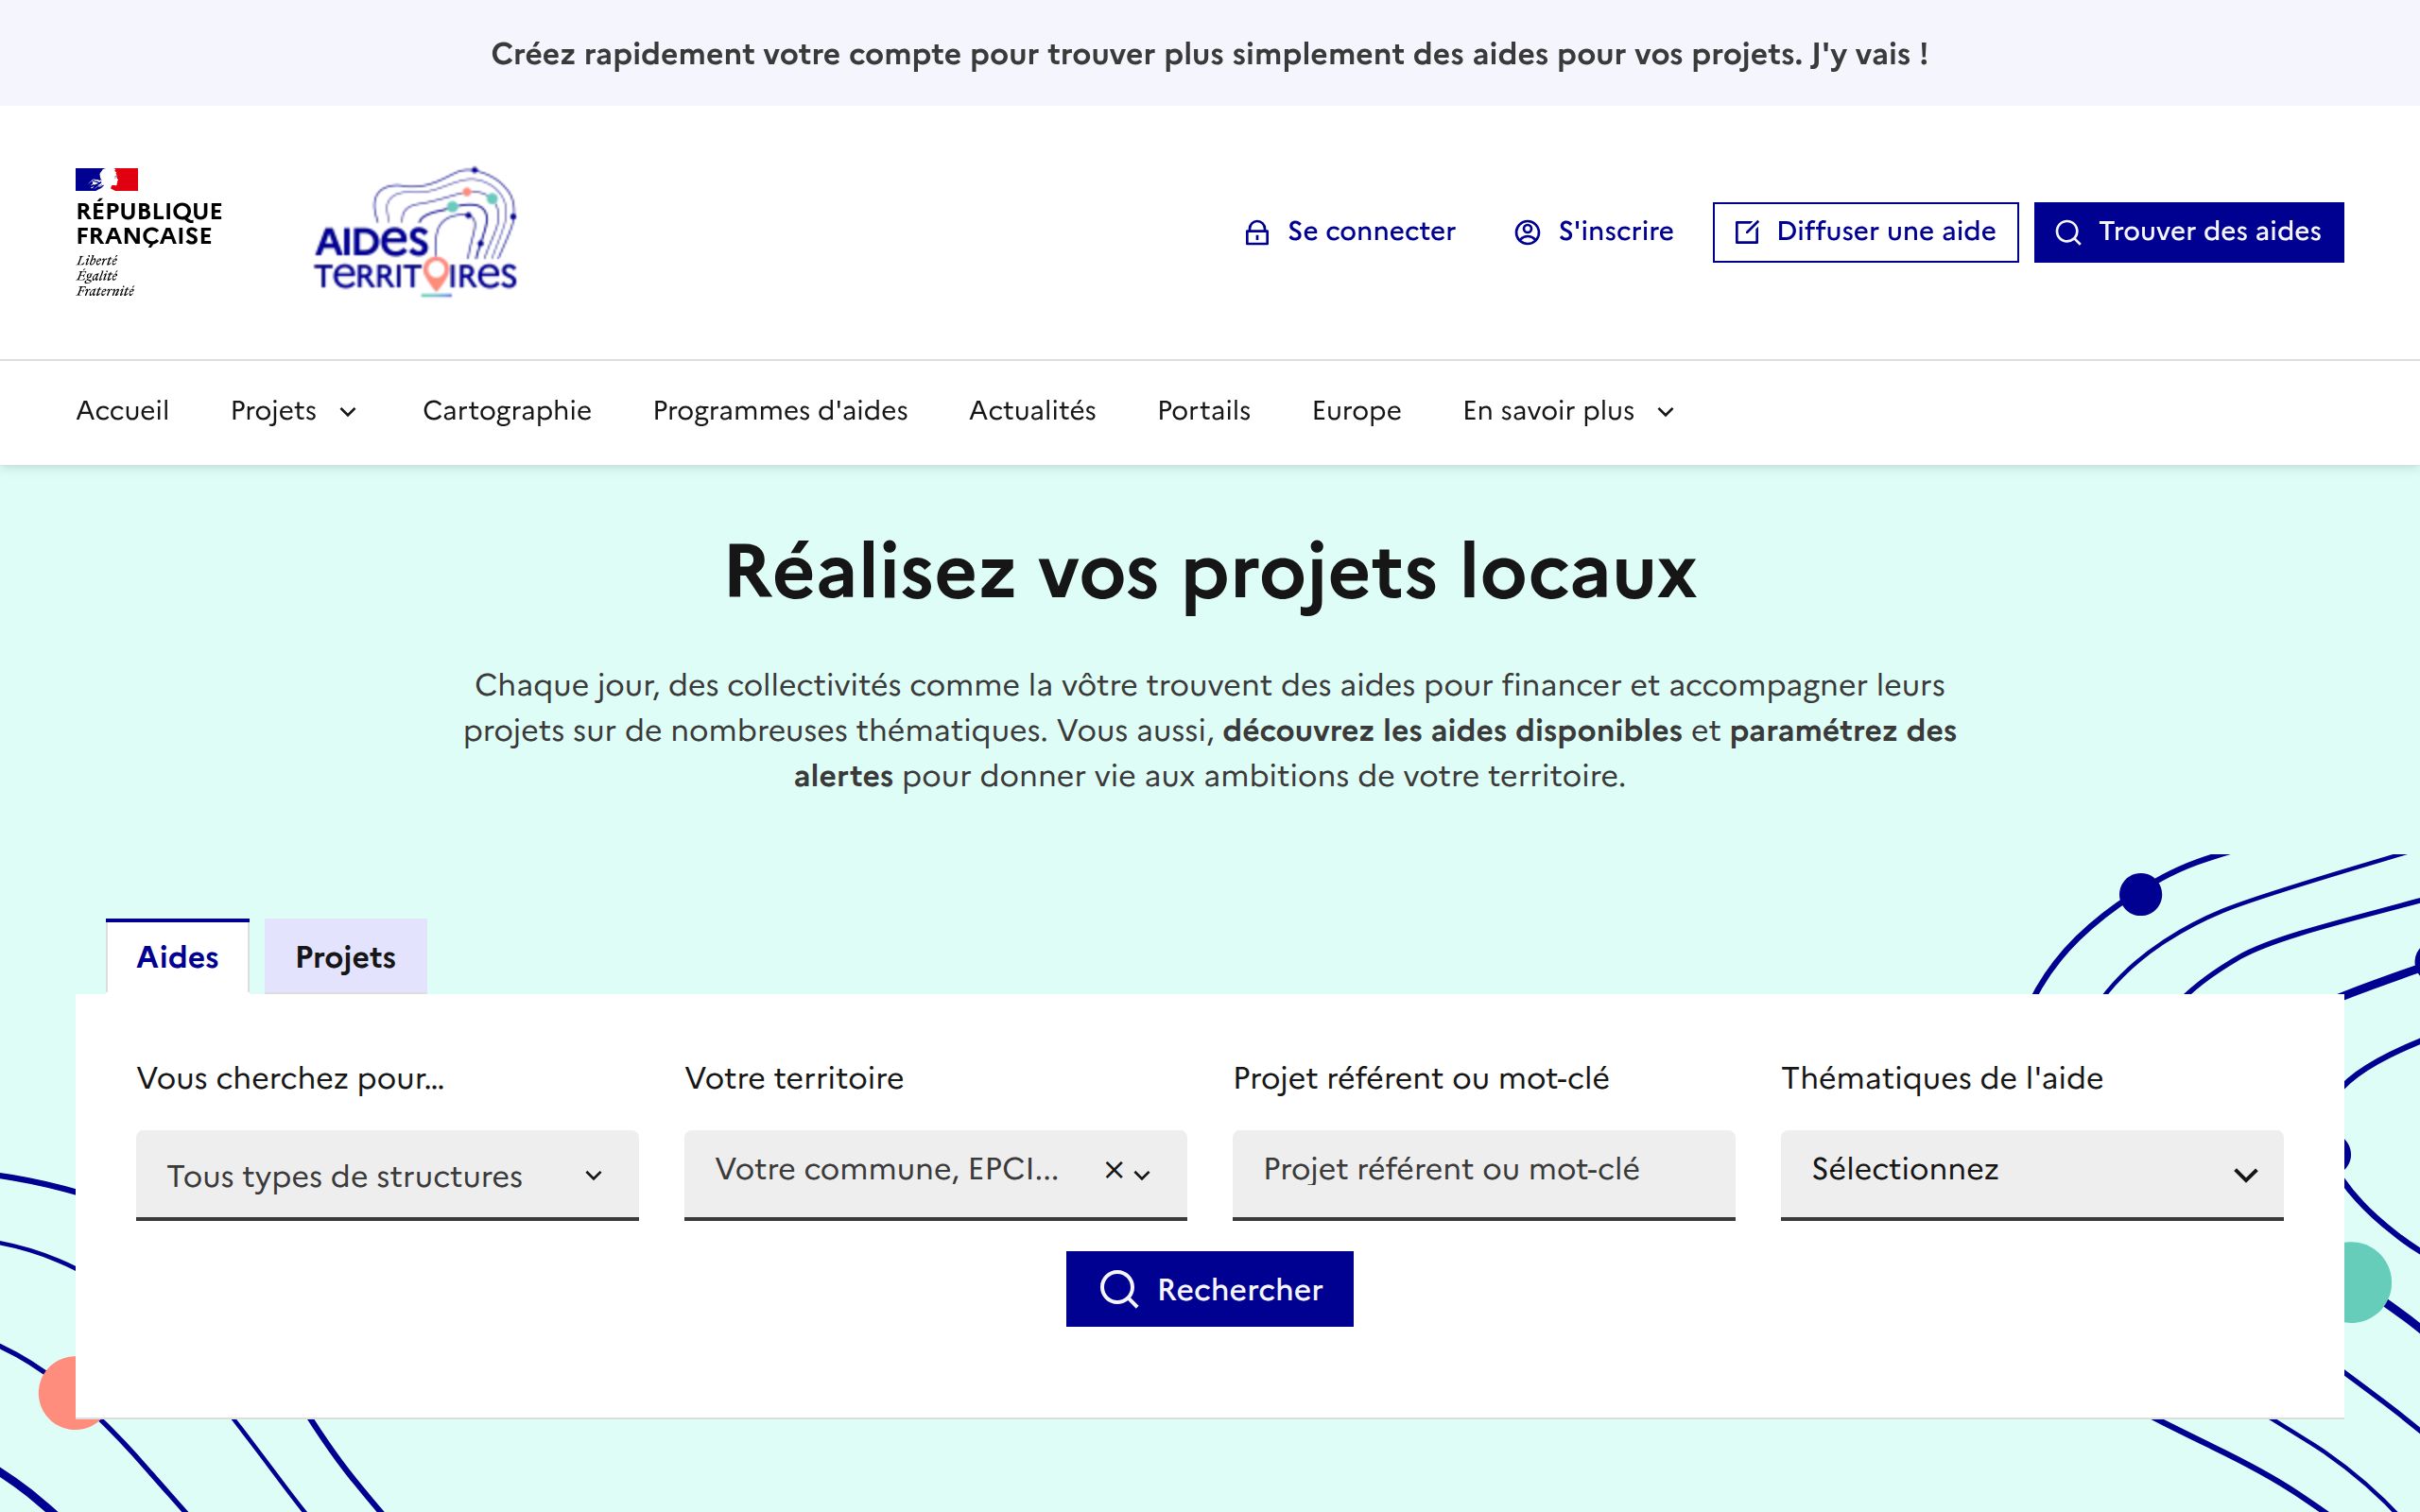 Créez rapidement votre compte pour trouver plus simplement des aides pour vos projets. J'y vais !
RÉPUBLIQUE
FRANÇAISE
Liberté
Égalité
Fraternité
AIDES
TERRITOIRES
Se connecter
S'inscrire
Diffuser une aide
Trouver des aides
Accueil
Projets
Cartographie
Programmes d'aides
Actualités
Portails
Europe
En savoir plus
Réalisez vos projets locaux
Chaque jour, des collectivités comme la vôtre trouvent des aides pour financer et accompagner leurs
projets sur de nombreuses thématiques. Vous aussi, découvrez les aides disponibles et paramétrez des
alertes pour donner vie aux ambitions de votre territoire.
Aides
Projets
Vous cherchez pour...
Tous types de structures
Votre territoire
Votre commune, EPCI...
Projet référent ou mot-clé
Projet référent ou mot-clé
Thématiques de l'aide
Sélectionnez
Rechercher